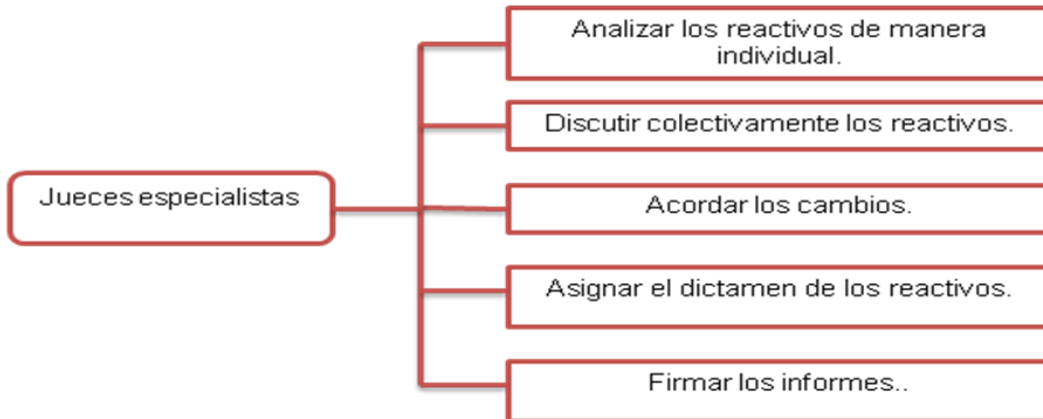 Analizar los reactivos de manera
individual.
Discutir colectivamente los reactivos.
Jueces especialistas
Acordar los cambios.
Asignar el dictamen de los reactivos.
Firmar los informes..